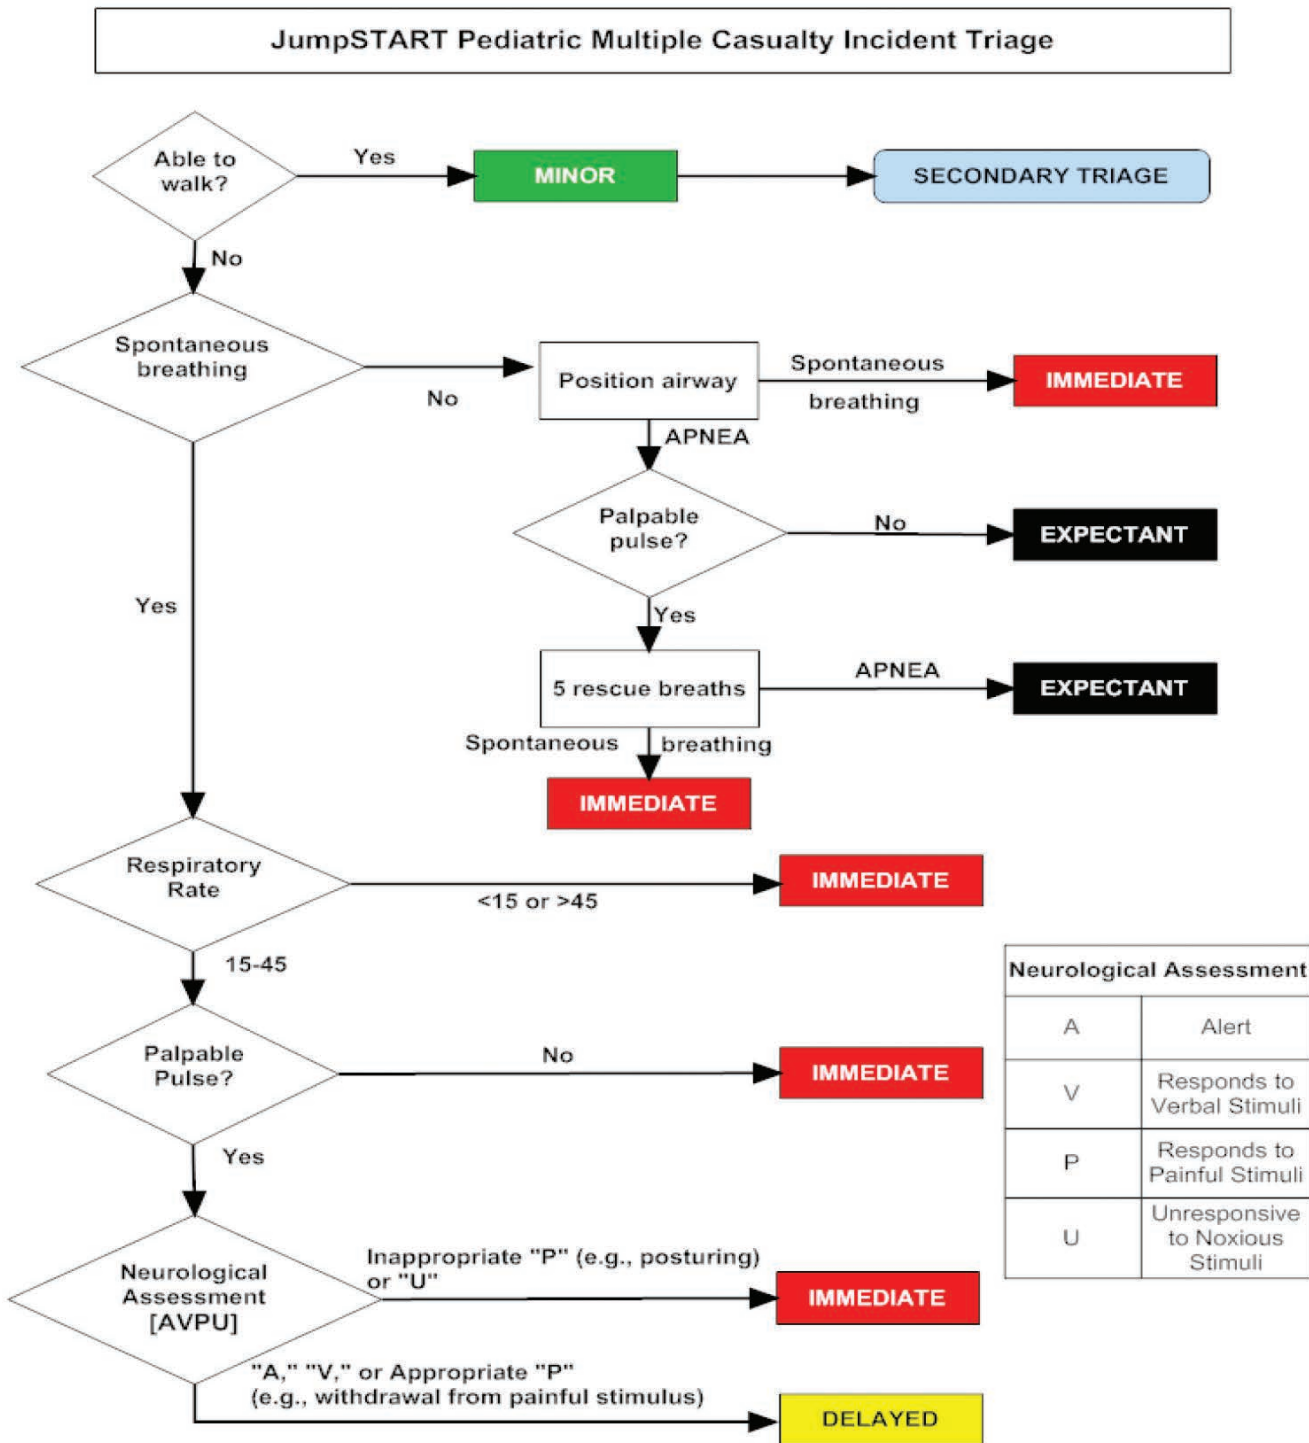 JumpSTART Pediatric Multiple Casualty Incident Triage
Able to
walk?
Yes
MINOR
SECONDARY TRIAGE
No
Spontaneous
breathing
No
Position airway
Spontaneous
breathing
IMMEDIATE
APNEA
Palpable
pulse?
No
EXPECTANT
Yes
Yes
5 rescue breaths
APNEA
EXPECTANT
Spontaneous breathing
IMMEDIATE
Respiratory
Rate
<15 or >45
IMMEDIATE
15-45
Palpable
Pulse?
No
IMMEDIATE
Yes
Neurological
Assessment
[AVPU]
Inappropriate "P" (e.g., posturing)
or "U"
IMMEDIATE
"A," "V," or Appropriate "P"
(e.g., withdrawal from painful stimulus)
DELAYED
Neurological Assessment
A Alert
V Responds to
Verbal Stimuli
P Responds to
Painful Stimuli
U Unresponsive
to Noxious
Stimuli